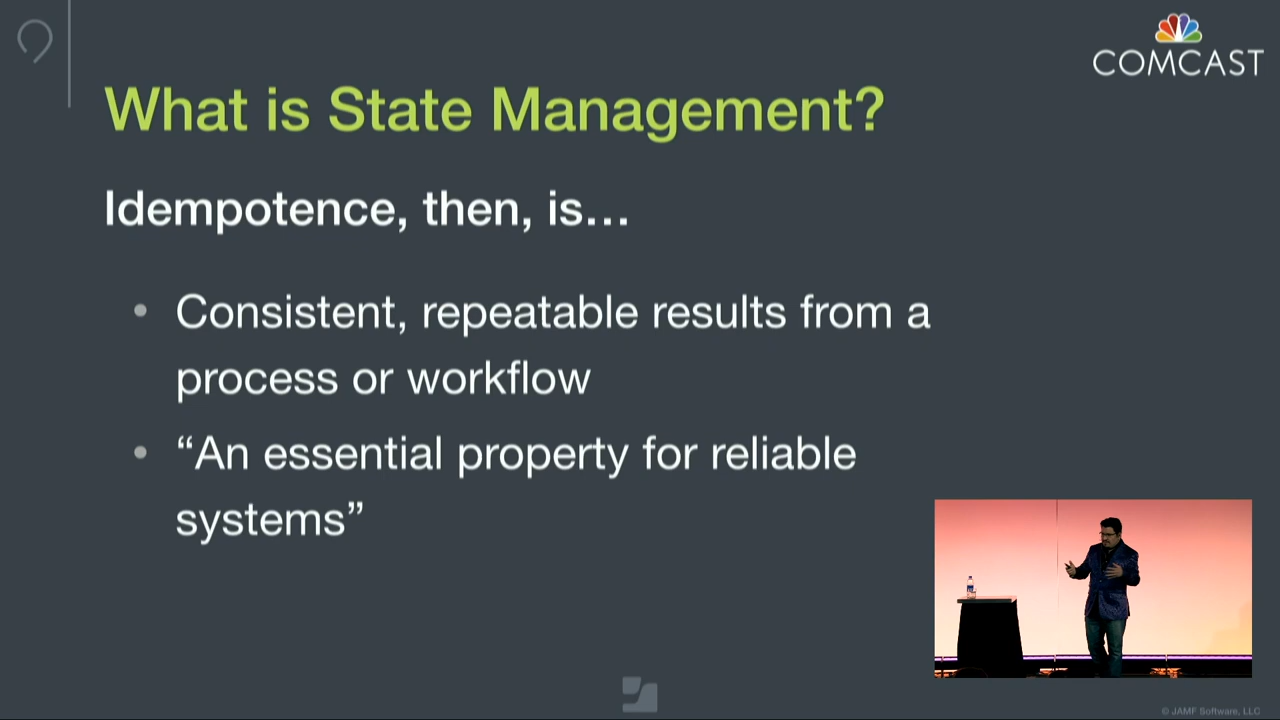 COMCAST
What is State Management?
Idempotence, then, is…
• Consistent, repeatable results from a
process or workflow
• “An essential property for reliable
systems”
© JAMF Software, LLC